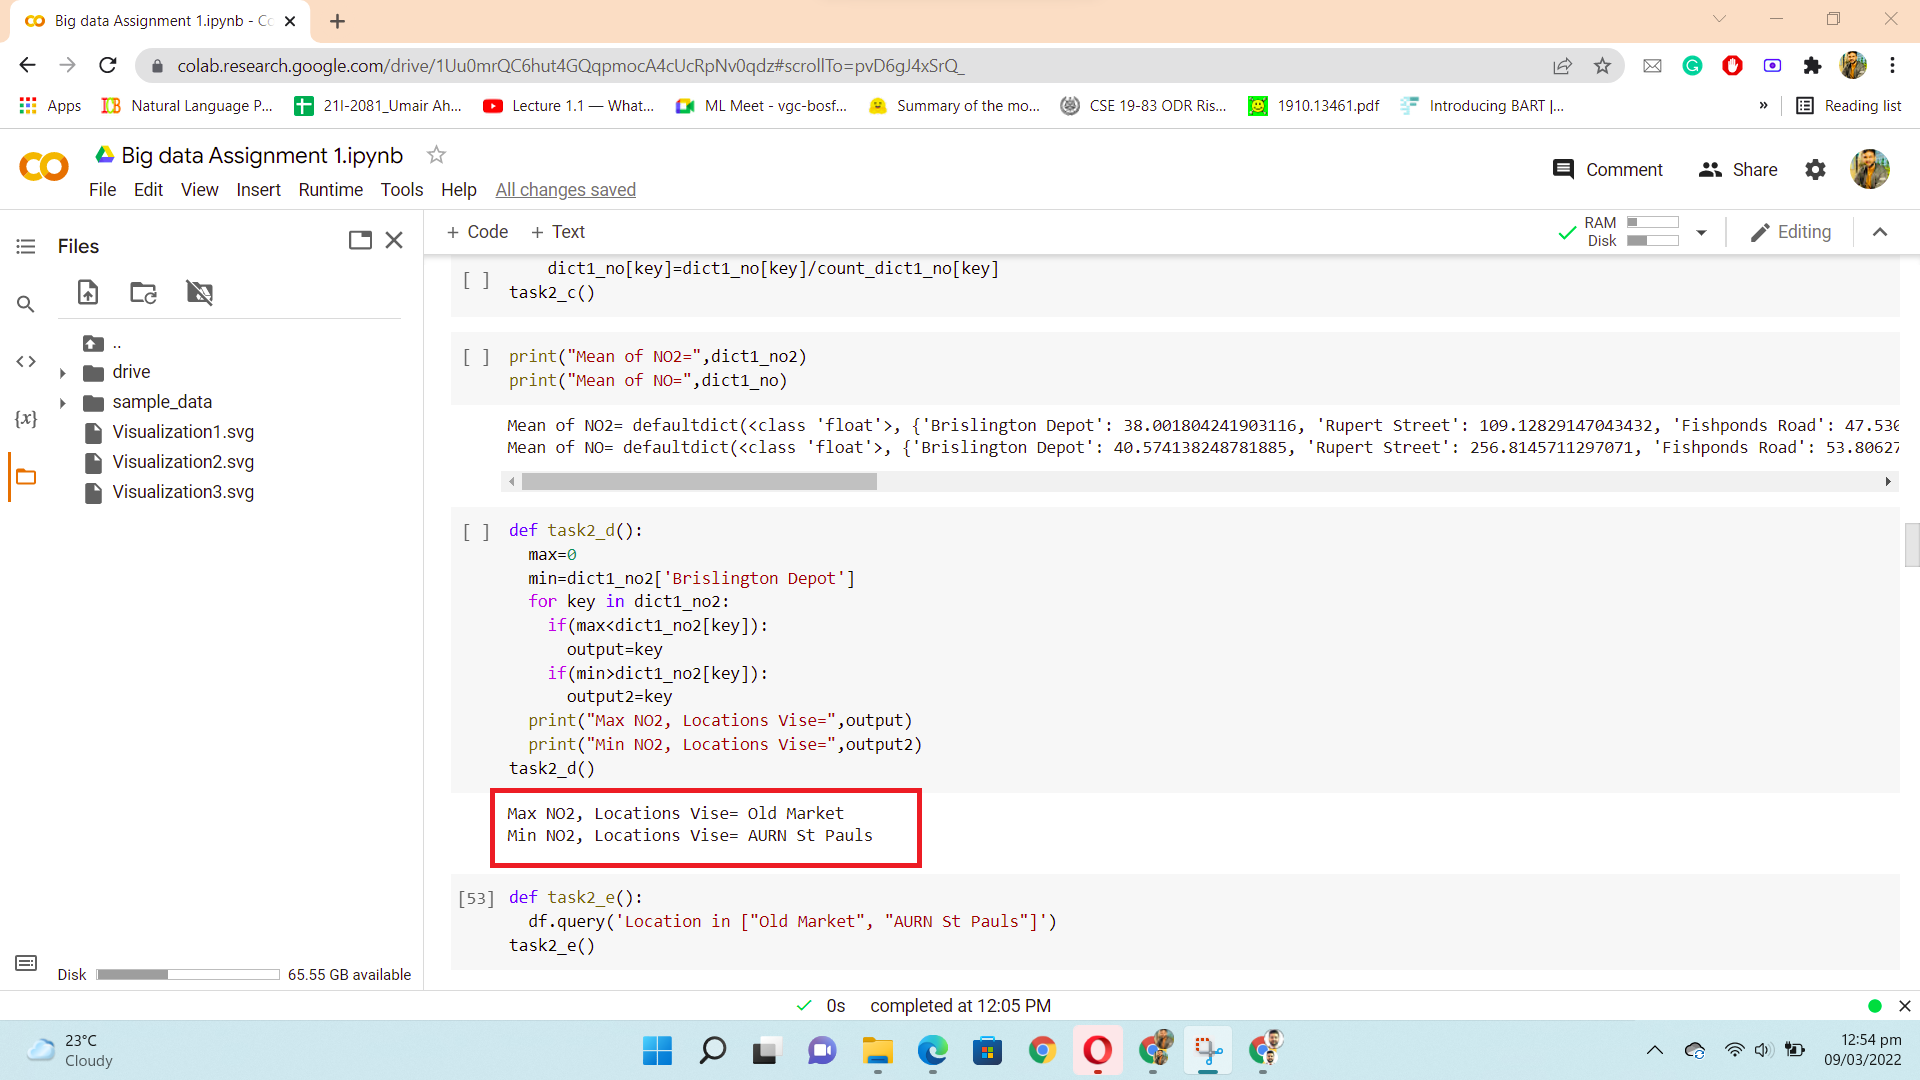 Big data Assignment 1.ipynb - Co
colab.research.google.com/drive/1Uu0mrQC6hut4GQqpmocA4cUcRpNv0qdz#scrollTo=pvD6gJ4xSrQ_
Apps
Natural Language P...
21I-2081_Umair Ah...
Lecture 1.1 — What...
ML Meet - vgc-bosf...
Summary of the mo...
CSE 19-83 ODR Ris...
1910.13461.pdf
Introducing BART |...
»
Reading list
Big data Assignment 1.ipynb
Comment
Share
File Edit View Insert Runtime Tools Help All changes saved
Files
+ Code + Text
RAM
Disk
Editing
..
drive
sample_data
Visualization1.svg
Visualization2.svg
Visualization3.svg
{x}
dict1_no[key]=dict1_no[key]/count_dict1_no[key]
[ ]
task2_c()
[ ] print("Mean of NO2=",dict1_no2)
print("Mean of NO=",dict1_no)
Mean of NO2= defaultdict(<class 'float'>, {'Brislington Depot': 38.001804241903116, 'Rupert Street': 109.12829147043432, 'Fishponds Road': 47.530
Mean of NO= defaultdict(<class 'float'>, {'Brislington Depot': 40.574138248781885, 'Rupert Street': 256.8145711297071, 'Fishponds Road': 53.80627
[ ] def task2_d():
max=0
min=dict1_no2['Brislington Depot']
for key in dict1_no2:
if(max<dict1_no2[key]):
output=key
if(min>dict1_no2[key]):
output2=key
print("Max NO2, Locations Vise=",output)
print("Min NO2, Locations Vise=",output2)
task2_d()
Max NO2, Locations Vise= Old Market
Min NO2, Locations Vise= AURN St Pauls
[53] def task2_e():
df.query('Location in ["Old Market", "AURN St Pauls"]')
task2_e()
Disk 65.55 GB available
0s completed at 12:05 PM
23°C
Cloudy
12:54 pm
09/03/2022